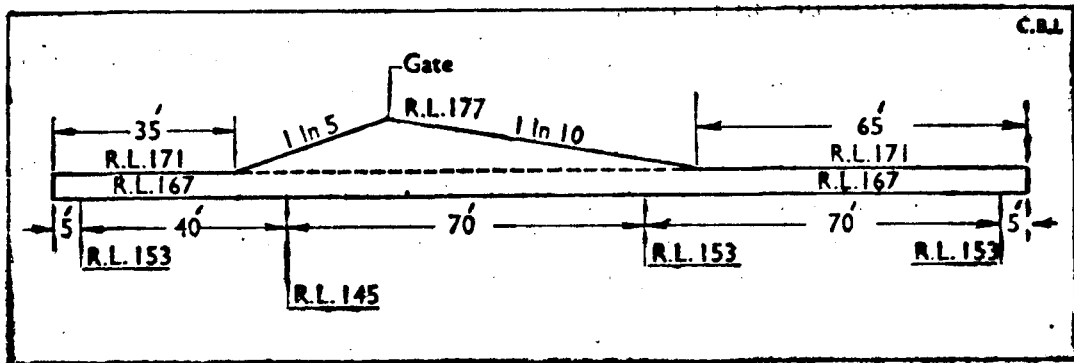 C.B.I.
Gate
R.L.177
35' 1 In 5 1 In 10 65'
R.L.171 R.L.171
R.L.167 R.L.167
5' 40' 70' 70' 5'
R.L.153 R.L.153 R.L.153
R.L.145